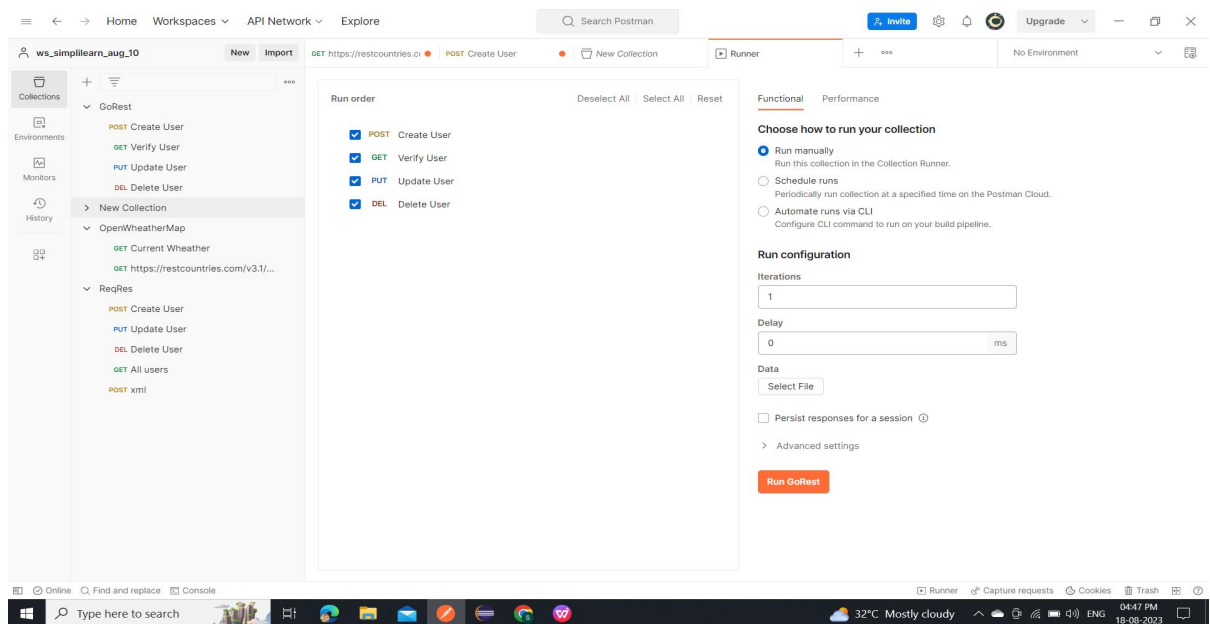 Home Workspaces API Network Explore Search Postman Invite Upgrade
ws_simplilearn_aug_10 New Import GET https://restcountries.c POST Create User New Collection Runner No Environment
Collections
Environments
Monitors
History
GoRest
POST Create User
GET Verify User
PUT Update User
DEL Delete User
New Collection
OpenWheatherMap
GET Current Wheather
GET https://restcountries.com/v3.1/...
ReqRes
POST Create User
PUT Update User
DEL Delete User
GET All users
POST xml
Run order Deselect All Select All Reset
POST Create User
GET Verify User
PUT Update User
DEL Delete User
Functional Performance
Choose how to run your collection
Run manually
Run this collection in the Collection Runner.
Schedule runs
Periodically run collection at a specified time on the Postman Cloud.
Automate runs via CLI
Configure CLI command to run on your build pipeline.
Run configuration
Iterations
1
Delay
0 ms
Data
Select File
Persist responses for a session
Advanced settings
Run GoRest
Online Find and replace Console Runner Capture requests Cookies Trash
Type here to search 32°C Mostly cloudy ENG 04:47 PM
18-08-2023